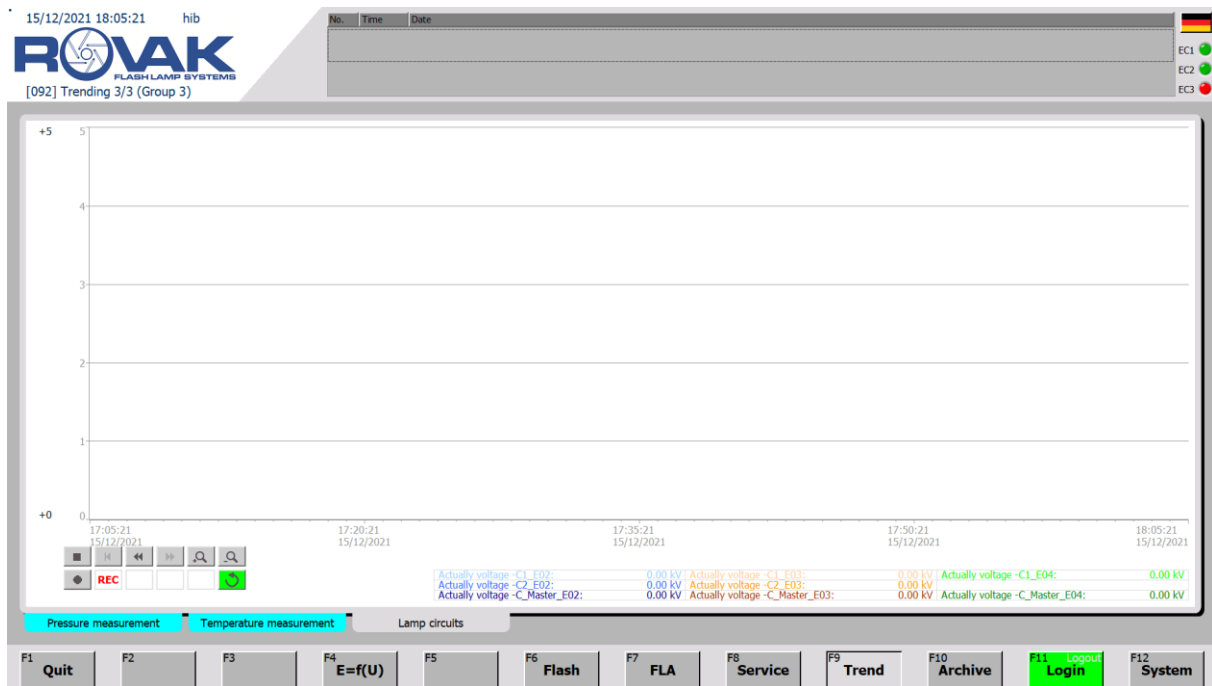 15/12/2021 18:05:21 hib
No. Time Date
ROVAK
FLASH LAMP SYSTEMS
[092] Trending 3/3 (Group 3)
EC1
EC2
EC3
+5 5
4
3
2
1
+0 0
17:05:21 17:20:21 17:35:21 17:50:21 18:05:21
15/12/2021 15/12/2021 15/12/2021 15/12/2021 15/12/2021
REC
Actually voltage -C1_E02: 0.00 kV Actually voltage -C1_E03: 0.00 kV Actually voltage -C1_E04: 0.00 kV
Actually voltage -C2_E02: 0.00 kV Actually voltage -C2_E03: 0.00 kV
Actually voltage -C_Master_E02: 0.00 kV Actually voltage -C_Master_E03: 0.00 kV Actually voltage -C_Master_E04: 0.00 kV
Pressure measurement Temperature measurement Lamp circuits
F1 F2 F3 F4 F5 F6 F7 F8 F9 F10 F11 Logout F12
Quit E=f(U) Flash FLA Service Trend Archive Login System